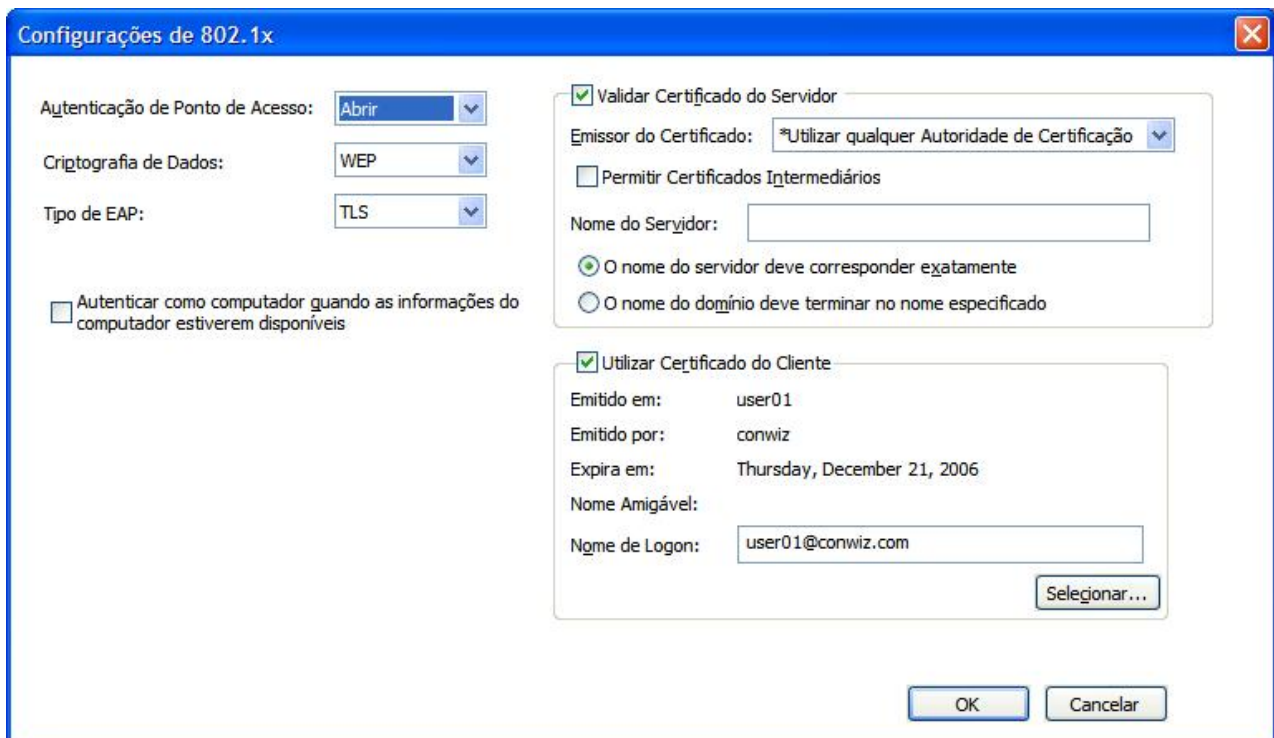 Configurações de 802.1x
Autenticação de Ponto de Acesso: Abrir
Criptografia de Dados: WEP
Tipo de EAP: TLS
Autenticar como computador quando as informações do
computador estiverem disponíveis
Validar Certificado do Servidor
Emissor do Certificado: *Utilizar qualquer Autoridade de Certificação
Permitir Certificados Intermediários
Nome do Servidor:
O nome do servidor deve corresponder exatamente
O nome do domínio deve terminar no nome especificado
Utilizar Certificado do Cliente
Emitido em: user01
Emitido por: conwiz
Expira em: Thursday, December 21, 2006
Nome Amigável:
Nome de Logon: user01@conwiz.com
Selecionar...
OK Cancelar